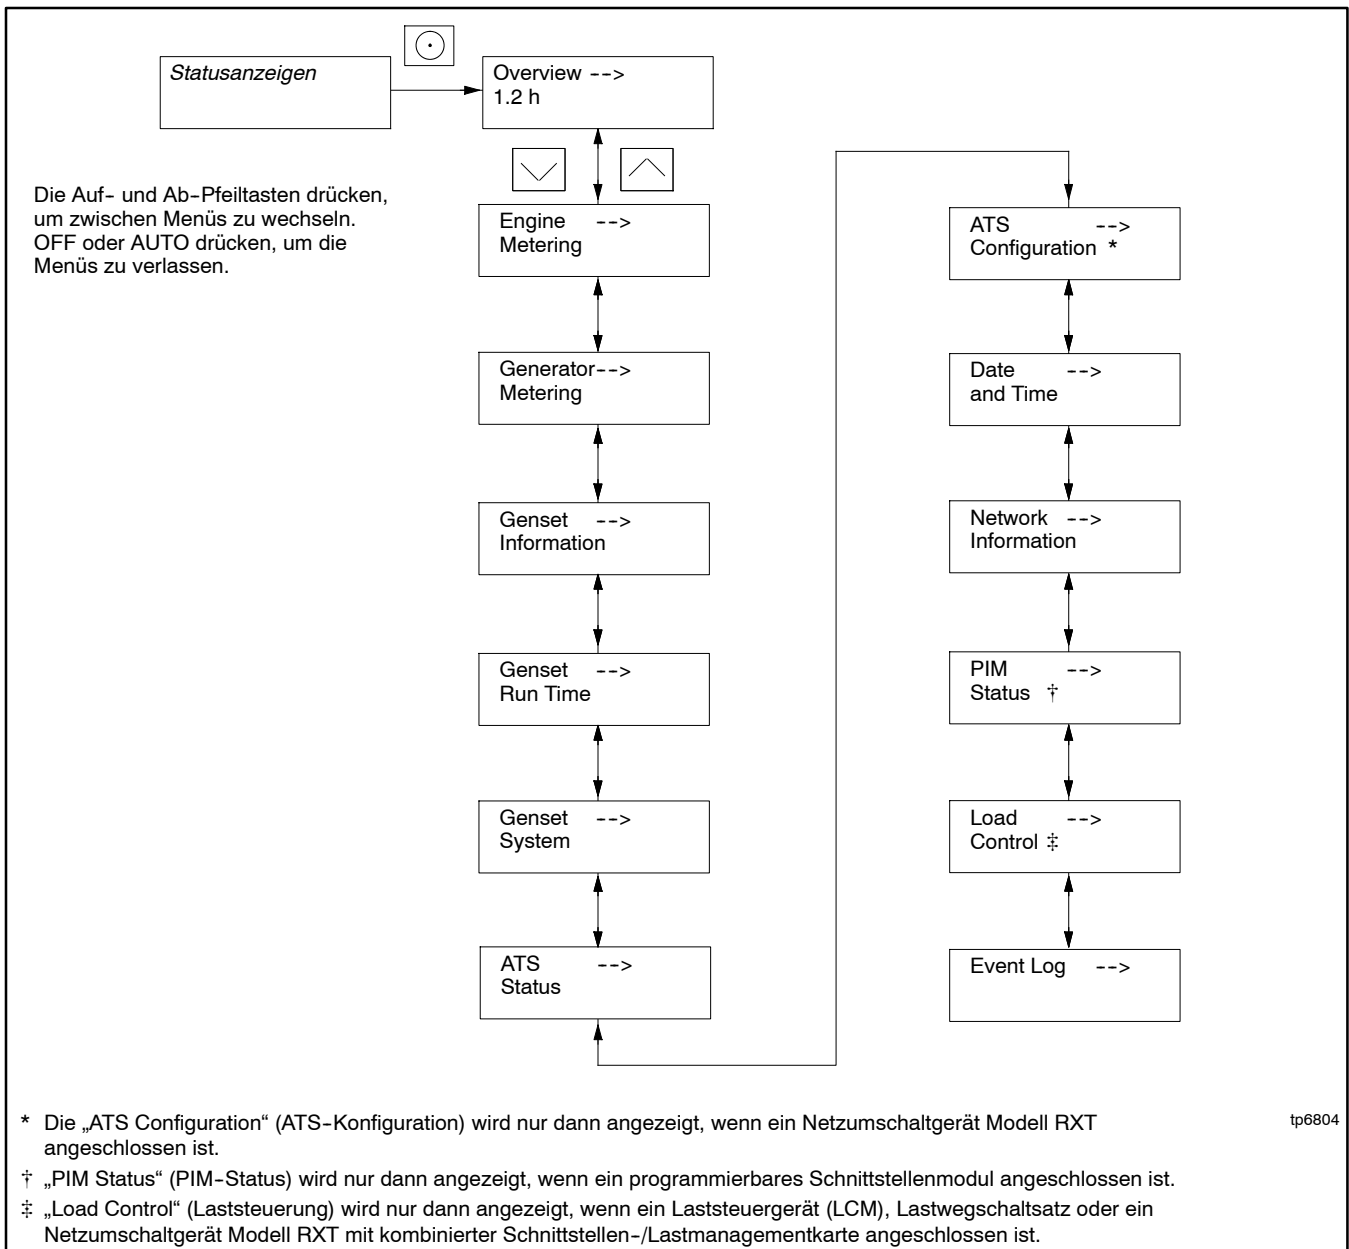 Statusanzeigen
Overview -->
1.2 h
Die Auf- und Ab-Pfeiltasten drücken,
um zwischen Menüs zu wechseln.
OFF oder AUTO drücken, um die
Menüs zu verlassen.
Engine -->
Metering
Generator-->
Metering
Genset -->
Information
Genset -->
Run Time
Genset -->
System
ATS -->
Status
ATS -->
Configuration *
Date -->
and Time
Network -->
Information
PIM -->
Status †
Load -->
Control ‡
Event Log -->
* Die „ATS Configuration“ (ATS-Konfiguration) wird nur dann angezeigt, wenn ein Netzumschaltgerät Modell RXT
angeschlossen ist.
tp6804
† „PIM Status“ (PIM-Status) wird nur dann angezeigt, wenn ein programmierbares Schnittstellenmodul angeschlossen ist.
‡ „Load Control“ (Laststeuerung) wird nur dann angezeigt, wenn ein Laststeuergerät (LCM), Lastwegschaltsatz oder ein
Netzumschaltgerät Modell RXT mit kombinierter Schnittstellen-/Lastmanagementkarte angeschlossen ist.